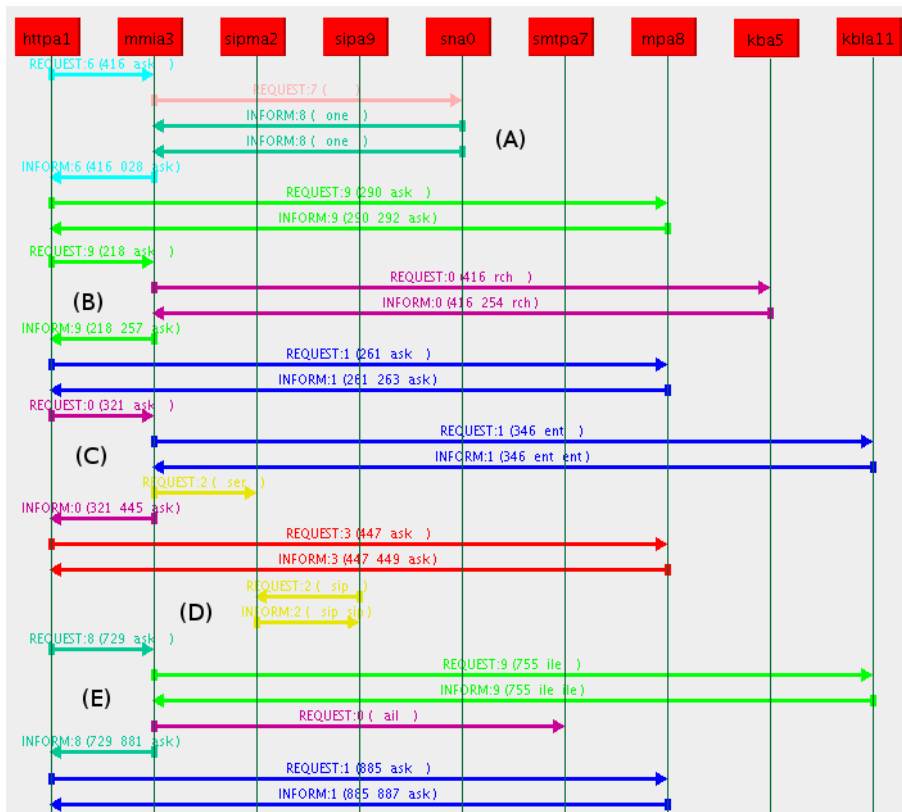 httpa1 mmia3 sipma2 sipa9 sna0 smtpa7 mpa8 kba5 kbla11
REQUEST:6 (416 ask )
REQUEST:7 ( )
INFORM:8 ( one )
(A)
INFORM:8 ( one )
INFORM:6 (416 028 ask)
REQUEST:9 (290 ask )
INFORM:9 (290 292 ask)
REQUEST:9 (218 ask )
REQUEST:0 (416 rch )
(B)
INFORM:0 (416 254 rch)
INFORM:9 (218 257 ask)
REQUEST:1 (261 ask )
INFORM:1 (261 263 ask)
REQUEST:0 (321 ask )
REQUEST:1 (346 ent )
(C)
INFORM:1 (346 ent ent)
REQUEST:2 ( ser )
INFORM:0 (321 445 ask)
REQUEST:3 (447 ask )
INFORM:3 (447 449 ask)
REQUEST:2 ( sip )
(D)
INFORM:2 ( sip sip)
REQUEST:8 (729 ask )
REQUEST:9 (755 ile )
(E)
INFORM:9 (755 ile ile)
REQUEST:0 ( ail )
INFORM:8 (729 881 ask)
REQUEST:1 (885 ask )
INFORM:1 (885 887 ask)